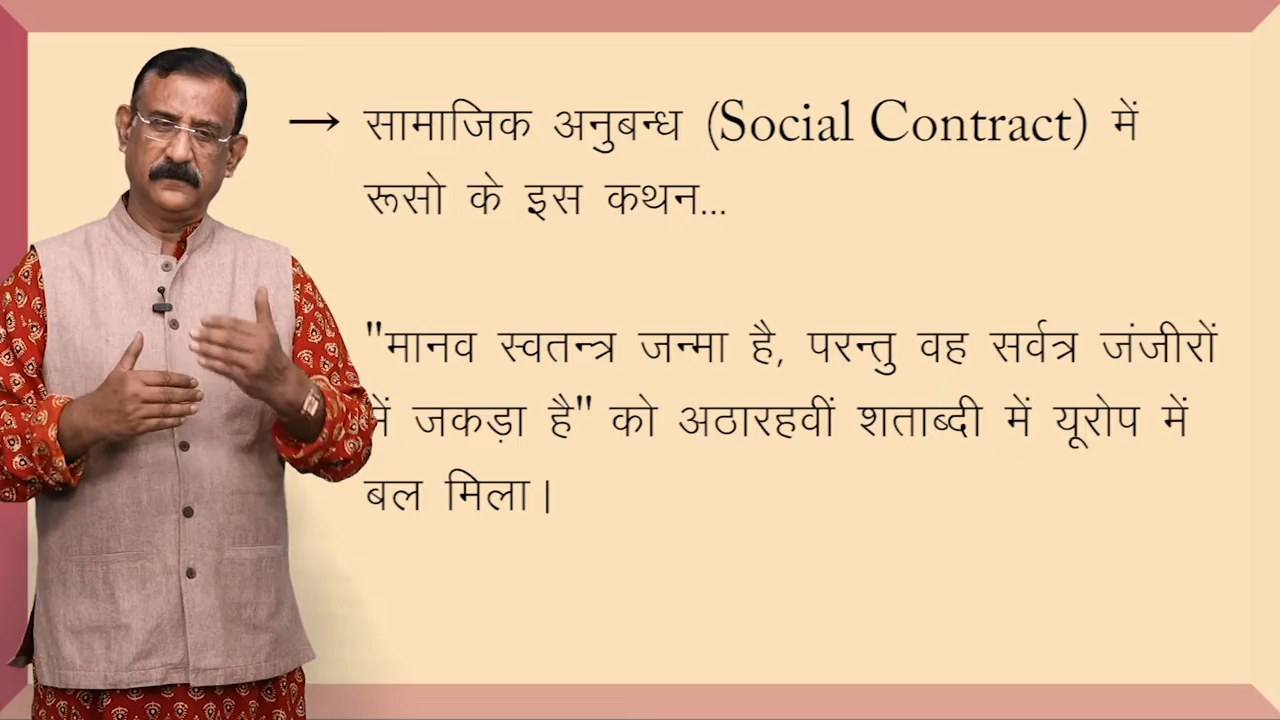 → सामाजिक अनुबन्ध (Social Contract) में
रूसो के इस कथन...
"मानव स्वतन्त्र जन्मा है, परन्तु वह सर्वत्र जंजीरों
में जकड़ा है" को अठारहवीं शताब्दी में यूरोप में
बल मिला।